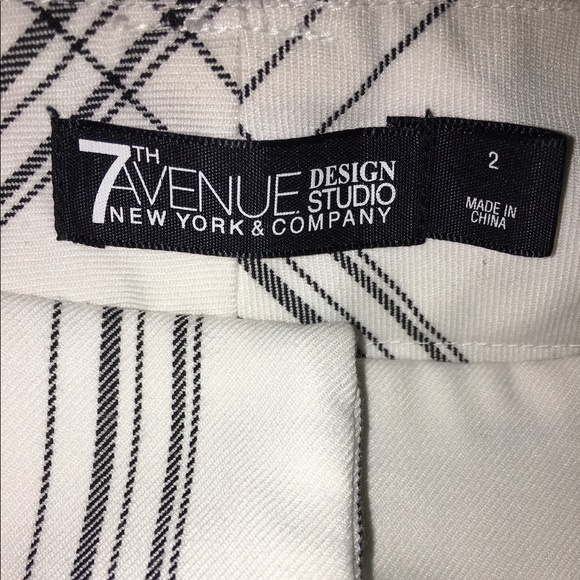 7TH
AVENUE.
DESIGN
STUDIO
NEW YORK & COMPANY
2
MADE IN
CHINA